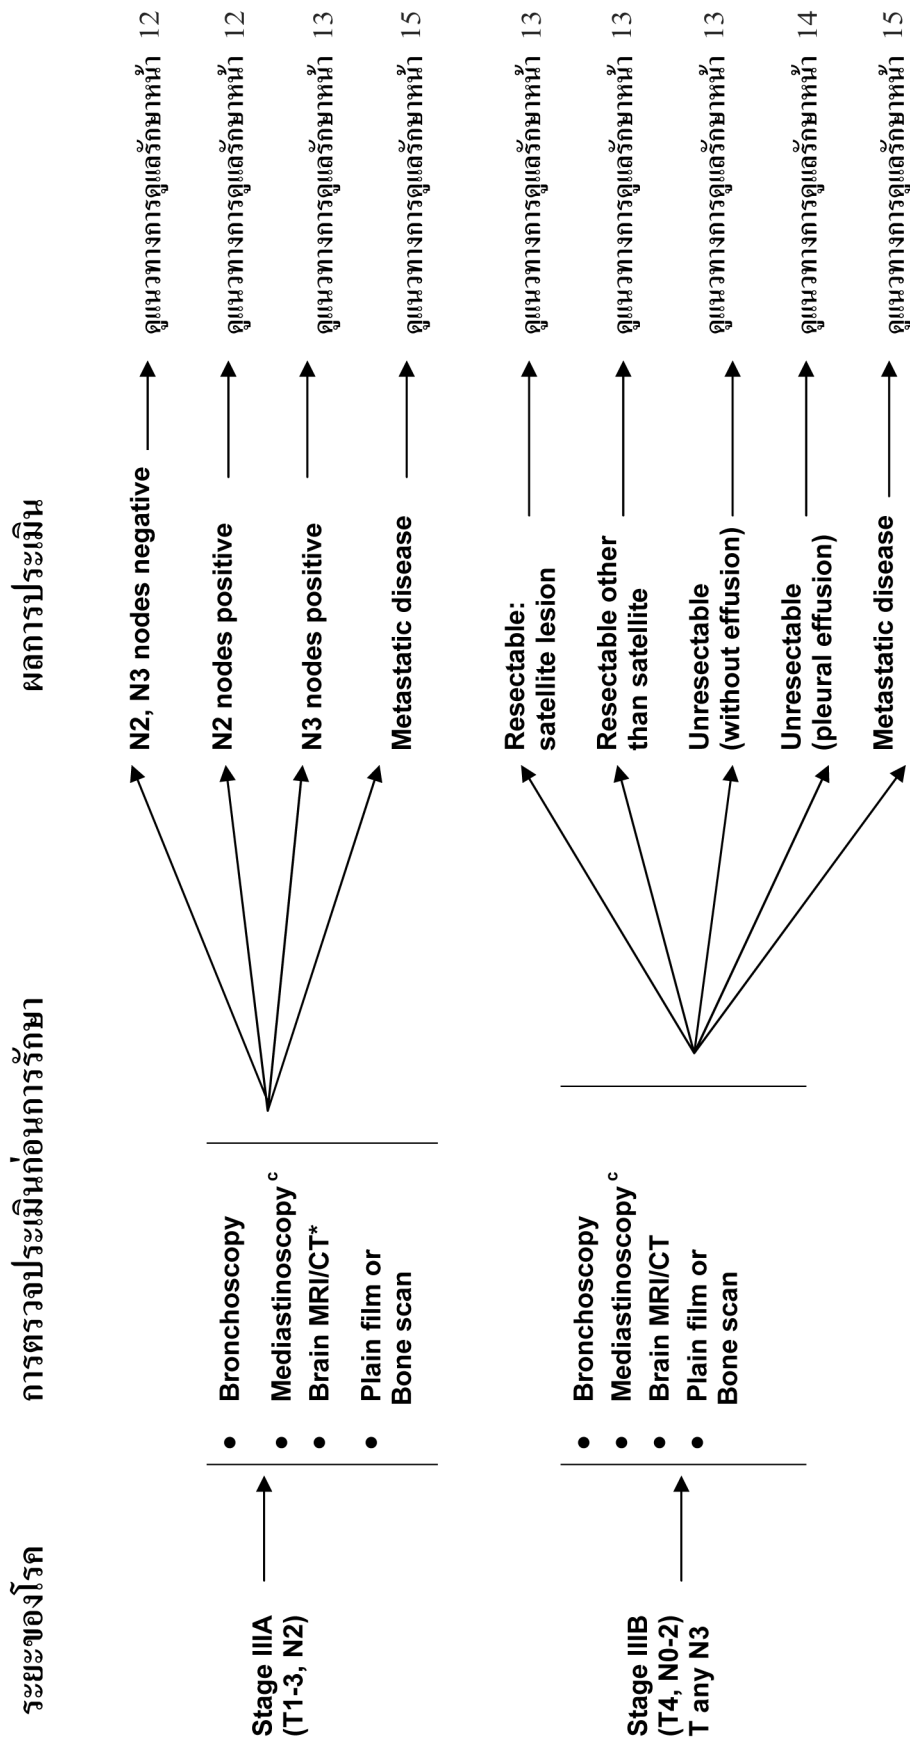 ระยะของโรค
การตรวจประเมินก่อนการรักษา
ผลการประเมิน
Stage IIIA
(T1-3, N2)
• Bronchoscopy
• Mediastinoscopy c
• Brain MRI/CT*
• Plain film or
Bone scan
N2, N3 nodes negative
ดูแนวทางการดูแลรักษาหน้า 12
N2 nodes positive
ดูแนวทางการดูแลรักษาหน้า 12
N3 nodes positive
ดูแนวทางการดูแลรักษาหน้า 13
Metastatic disease
ดูแนวทางการดูแลรักษาหน้า 15
Stage IIIB
(T4, N0-2)
T any N3
• Bronchoscopy
• Mediastinoscopy c
• Brain MRI/CT
• Plain film or
Bone scan
Resectable:
satellite lesion
ดูแนวทางการดูแลรักษาหน้า 13
Resectable other
than satellite
ดูแนวทางการดูแลรักษาหน้า 13
Unresectable
(without effusion)
ดูแนวทางการดูแลรักษาหน้า 13
Unresectable
(pleural effusion)
ดูแนวทางการดูแลรักษาหน้า 14
Metastatic disease
ดูแนวทางการดูแลรักษาหน้า 15